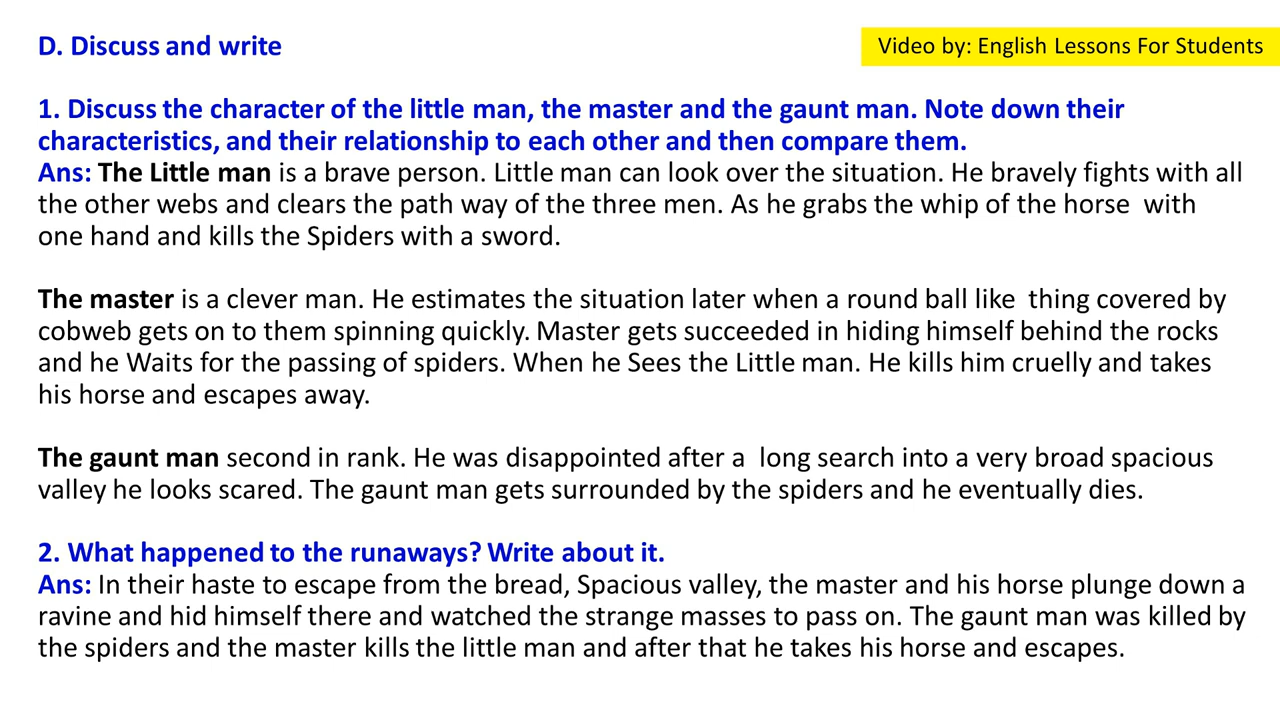 D. Discuss and write
Video by: English Lessons For Students
1. Discuss the character of the little man, the master and the gaunt man. Note down their
characteristics, and their relationship to each other and then compare them.
Ans: The Little man is a brave person. Little man can look over the situation. He bravely fights with all
the other webs and clears the path way of the three men. As he grabs the whip of the horse  with
one hand and kills the Spiders with a sword.
The master is a clever man. He estimates the situation later when a round ball like  thing covered by
cobweb gets on to them spinning quickly. Master gets succeeded in hiding himself behind the rocks
and he Waits for the passing of spiders. When he Sees the Little man. He kills him cruelly and takes
his horse and escapes away.
The gaunt man second in rank. He was disappointed after a  long search into a very broad spacious
valley he looks scared. The gaunt man gets surrounded by the spiders and he eventually dies.
2. What happened to the runaways? Write about it.
Ans: In their haste to escape from the bread, Spacious valley, the master and his horse plunge down a
ravine and hid himself there and watched the strange masses to pass on. The gaunt man was killed by
the spiders and the master kills the little man and after that he takes his horse and escapes.